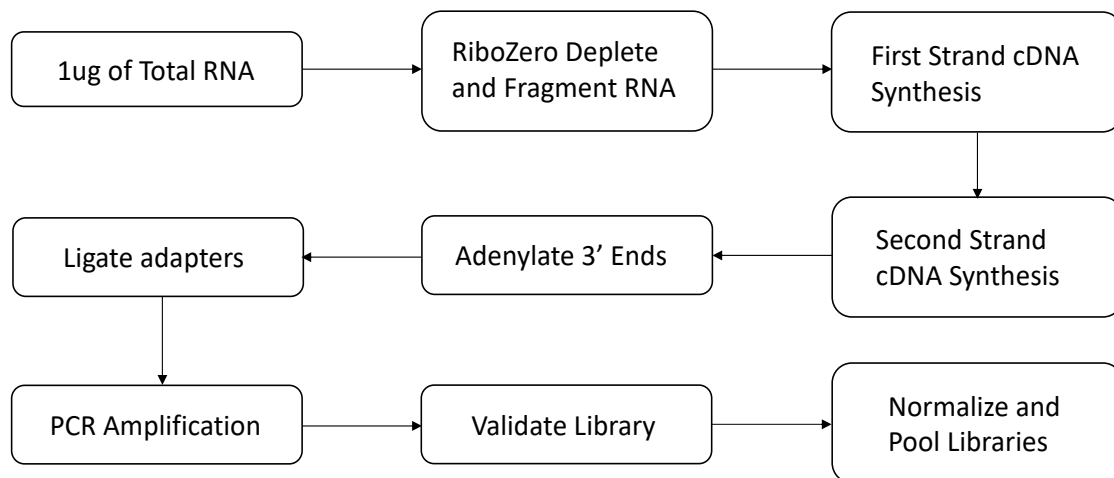 1ug of Total RNA
RiboZero Deplete
and Fragment RNA
First Strand cDNA
Synthesis
Second Strand
cDNA Synthesis
Adenylate 3’ Ends
Ligate adapters
PCR Amplification
Validate Library
Normalize and
Pool Libraries